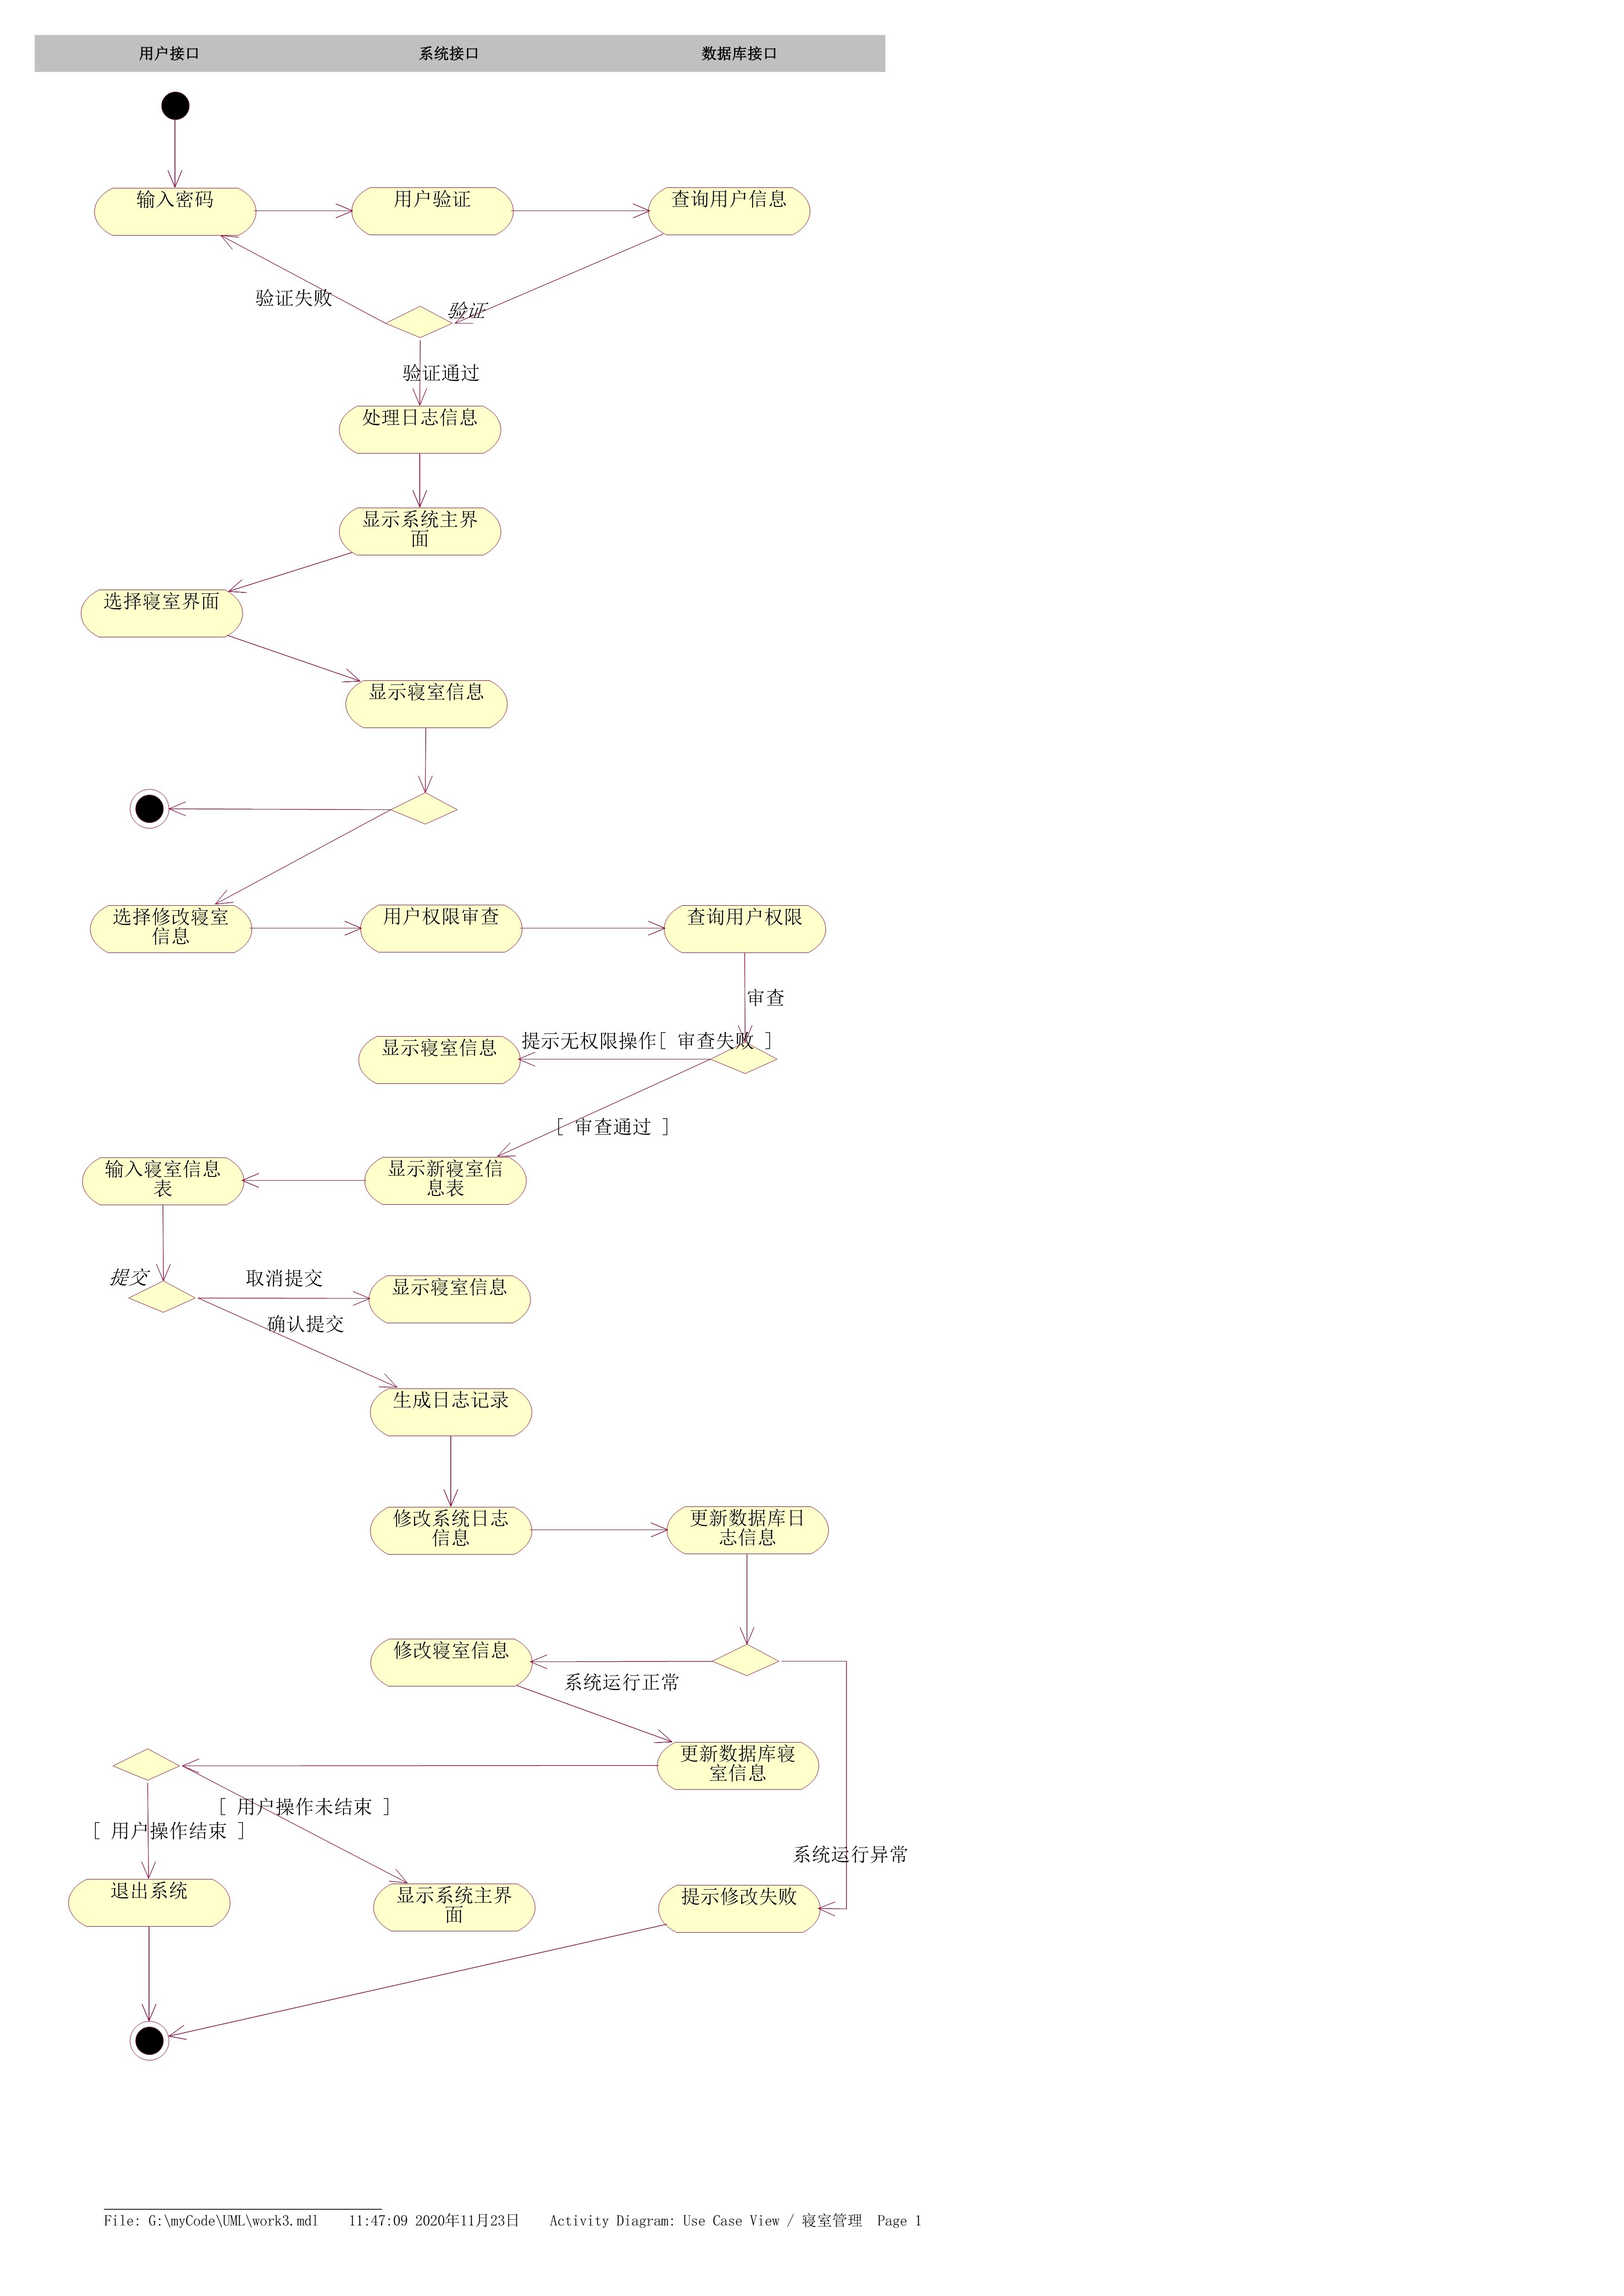 用户接口
系统接口
数据库接口
输入密码
用户验证
查询用户信息
验证失败
验证
验证通过
处理日志信息
显示系统主界
面
选择寝室界面
显示寝室信息
选择修改寝室
信息
用户权限审查
查询用户权限
审查
提示无权限操作[ 审查失败 ]
显示寝室信息
[ 审查通过 ]
输入寝室信息
表
显示新寝室信
息表
提交
取消提交
显示寝室信息
确认提交
生成日志记录
修改系统日志
信息
更新数据库日
志信息
修改寝室信息
系统运行正常
更新数据库寝
室信息
[ 用户操作未结束 ]
[ 用户操作结束 ]
系统运行异常
退出系统
显示系统主界
面
提示修改失败
File: G:\myCode\UML\work3.mdl    11:47:09 2020年11月23日    Activity Diagram: Use Case View / 寝室管理  Page 1